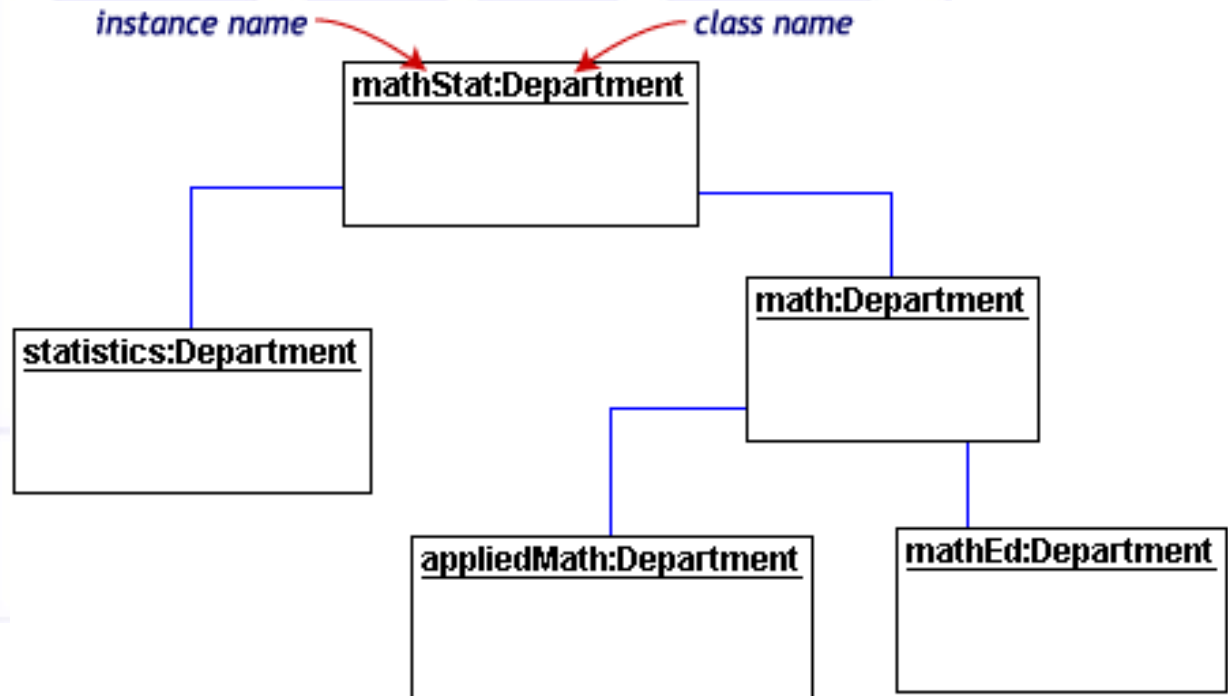 instance name
class name
mathStat:Department
math:Department
statistics:Department
appliedMath:Department
mathEd:Department